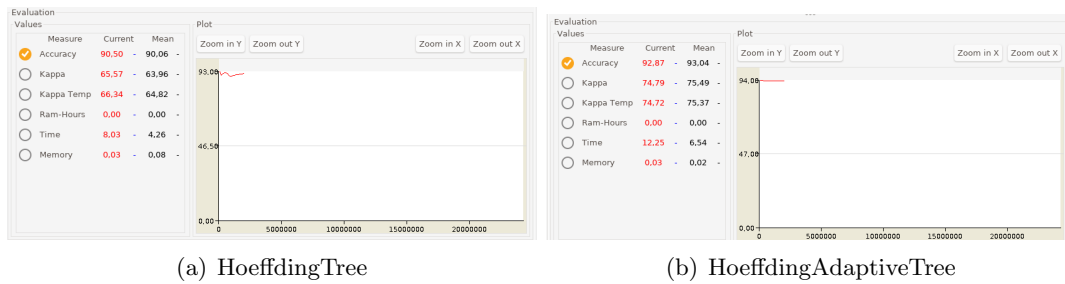 Evaluation
Values
Measure Current Mean
Accuracy 90,50 - 90,06 -
Kappa 65,57 - 63,96 -
Kappa Temp 66,34 - 64,82 -
Ram-Hours 0,00 - 0,00 -
Time 8,03 - 4,26 -
Memory 0,03 - 0,08 -
Plot
Zoom in Y Zoom out Y Zoom in X Zoom out X
93,00
46,50
0,00
0 5000000 10000000 15000000 20000000
(a) HoeffdingTree
Evaluation
Values
Measure Current Mean
Accuracy 92,87 - 93,04 -
Kappa 74,79 - 75,49 -
Kappa Temp 74,72 - 75,37 -
Ram-Hours 0,00 - 0,00 -
Time 12,25 - 6,54 -
Memory 0,03 - 0,02 -
Plot
Zoom in Y Zoom out Y Zoom in X Zoom out X
94,00
47,00
0,00
0 5000000 10000000 15000000 20000000
(b) HoeffdingAdaptiveTree